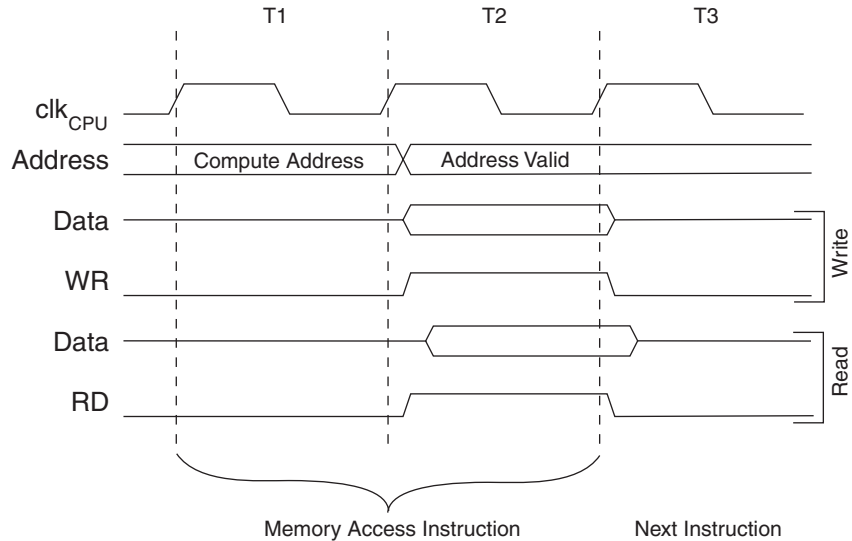 T1 T2 T3
clkCPU
Address Compute Address Address Valid
Data
WR
Write
Data
RD
Read
Memory Access Instruction Next Instruction